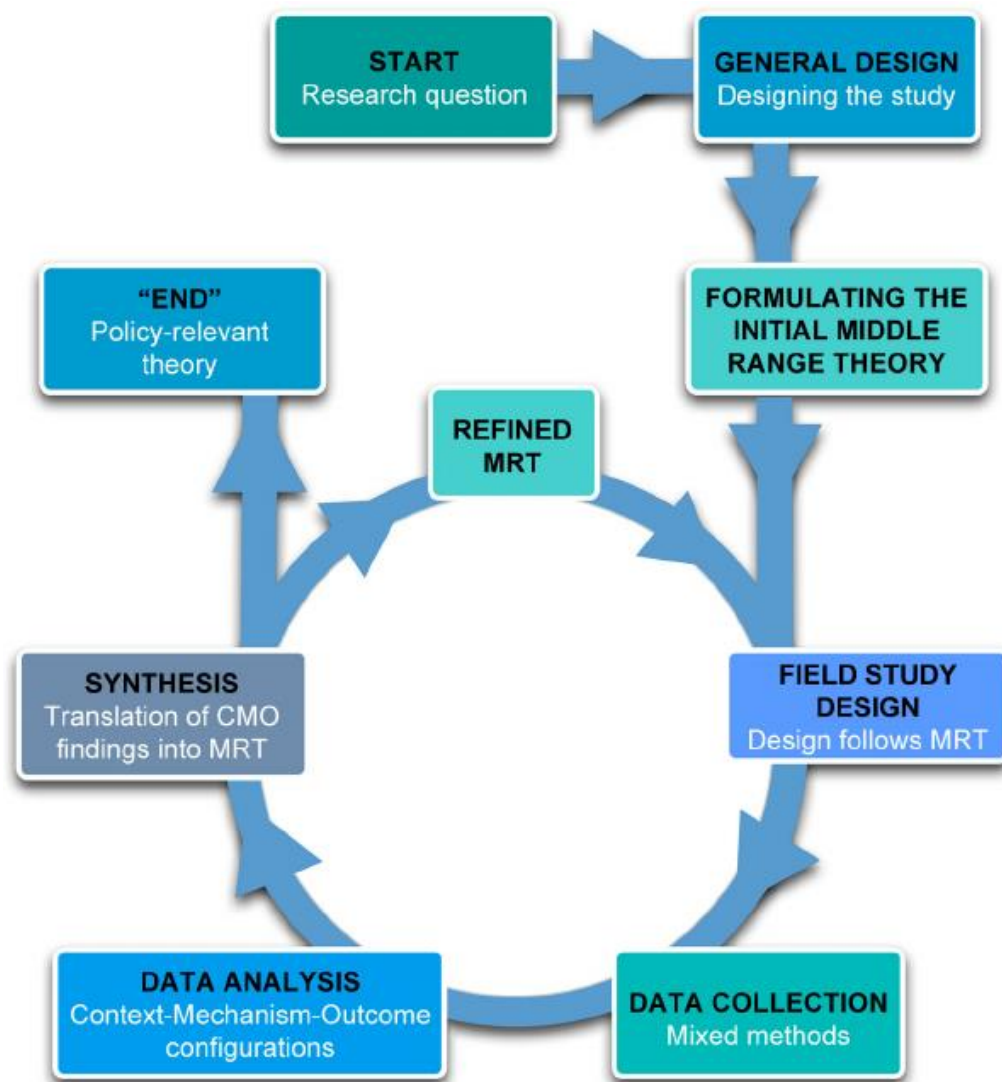 START
Research question
GENERAL DESIGN
Designing the study
FORMULATING THE
INITIAL MIDDLE
RANGE THEORY
“END”
Policy-relevant
theory
REFINED
MRT
SYNTHESIS
Translation of CMO
findings into MRT
FIELD STUDY
DESIGN
Design follows MRT
DATA ANALYSIS
Context-Mechanism-Outcome
configurations
DATA COLLECTION
Mixed methods